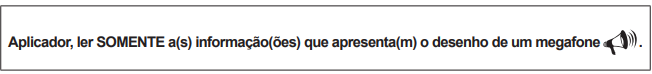 Aplicador, ler SOMENTE a(s) informação(ões) que apresenta(m) o desenho de um megafone .